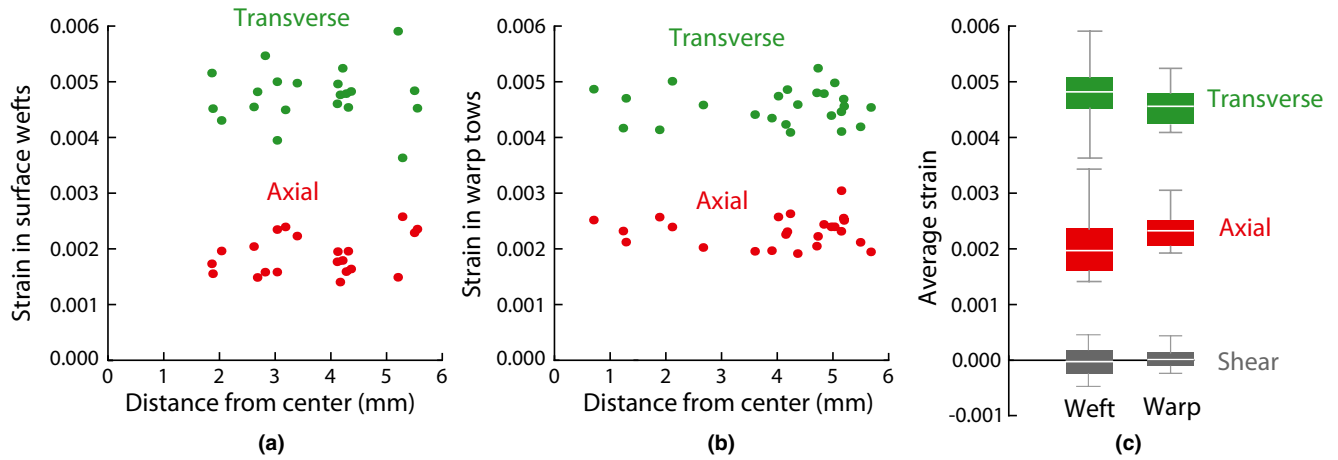 Strain in surface wefts
0.006
0.005
0.004
0.003
0.002
0.001
0.000
Transverse
Axial
0 1 2 3 4 5 6
Distance from center (mm)
(a)
Strain in warp tows
0.006
0.005
0.004
0.003
0.002
0.001
0.000
Transverse
Axial
0 1 2 3 4 5 6
Distance from center (mm)
(b)
Average strain
0.006
0.005
0.004
0.003
0.002
0.001
0.000
-0.001
Transverse
Axial
Shear
Weft Warp
(c)